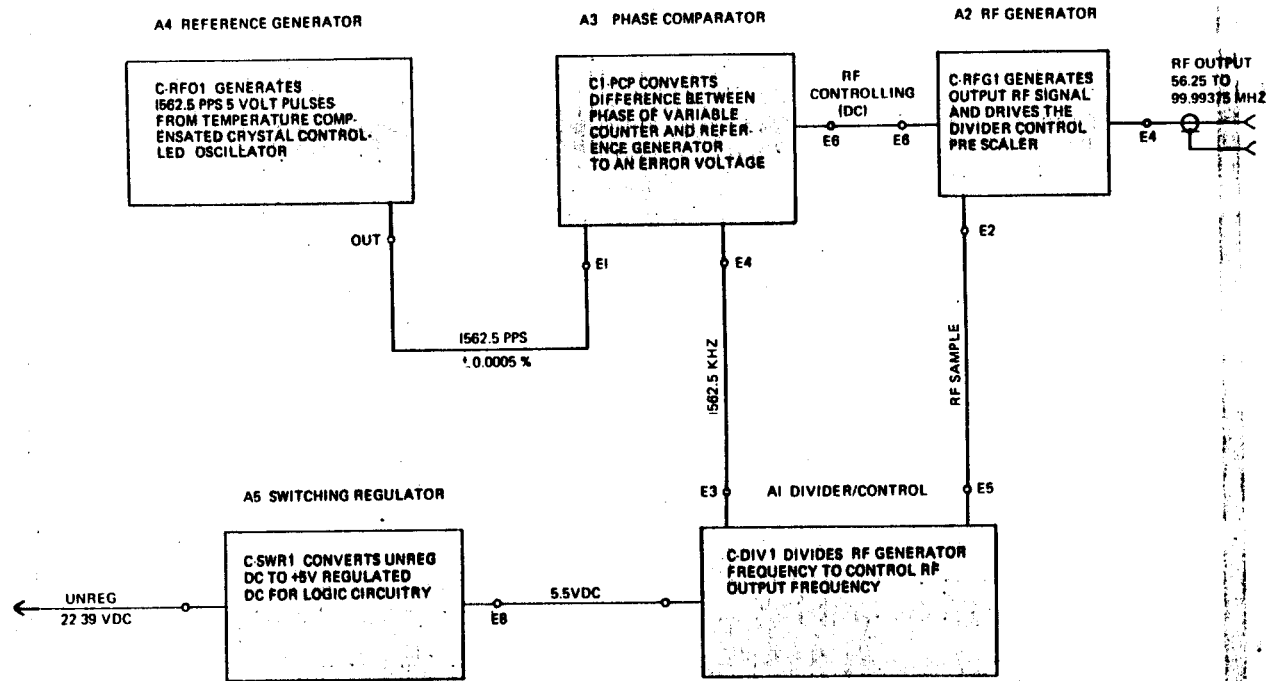 A4 REFERENCE GENERATOR
C-RFO1 GENERATES
1562.5 PPS 5 VOLT PULSES
FROM TEMPERATURE COMP-
ENSATED CRYSTAL CONTROL-
LED OSCILLATOR
OUT
1562.5 PPS
± 0.0005 %
A3 PHASE COMPARATOR
C1-PCP CONVERTS
DIFFERENCE BETWEEN
PHASE OF VARIABLE
COUNTER AND REFER-
ENCE GENERATOR
TO AN ERROR VOLTAGE
E1
E4
1562.5 KHZ
E3
RF
CONTROLLING
(DC)
E6
E6
A2 RF GENERATOR
C-RFG1 GENERATES
OUTPUT RF SIGNAL
AND DRIVES THE
DIVIDER CONTROL
PRE SCALER
E4
RF OUTPUT
56.25 TO
99.99375 MHZ
E2
RF SAMPLE
E5
A5 SWITCHING REGULATOR
C-SWR1 CONVERTS UNREG
DC TO +5V REGULATED
DC FOR LOGIC CIRCUITRY
UNREG
22 39 VDC
E8
5.5VDC
A1 DIVIDER/CONTROL
C-DIV1 DIVIDES RF GENERATOR
FREQUENCY TO CONTROL RF
OUTPUT FREQUENCY